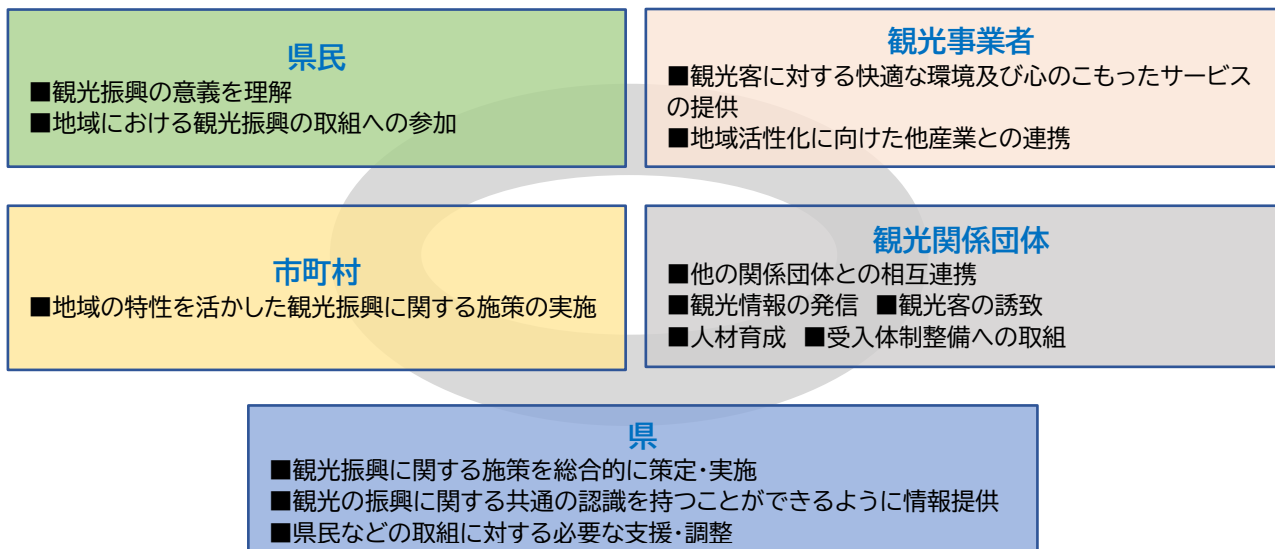 県民
■観光振興の意義を理解
■地域における観光振興の取組への参加
観光事業者
■観光客に対する快適な環境及び心のこもったサービス
の提供
■地域活性化に向けた他産業との連携
市町村
■地域の特性を活かした観光振興に関する施策の実施
観光関係団体
■他の関係団体との相互連携
■観光情報の発信 ■観光客の誘致
■人材育成 ■受入体制整備への取組
県
■観光振興に関する施策を総合的に策定・実施
■観光の振興に関する共通の認識を持つことができるように情報提供
■県民などの取組に対する必要な支援・調整